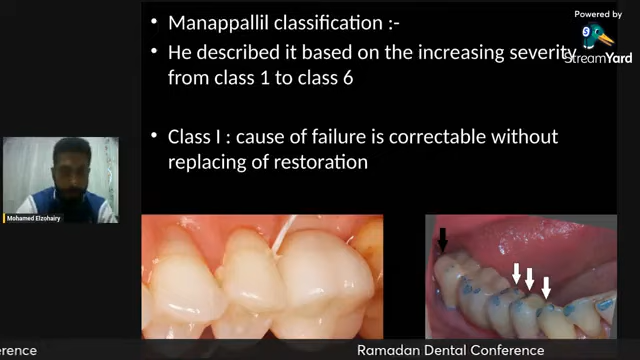 Powered by
StreamYard
• Manappallil classification :-
• He described it based on the increasing severity
from class 1 to class 6
• Class I : cause of failure is correctable without
replacing of restoration
Mohamed Elzohairy
erence
Ramadan Dental Conference